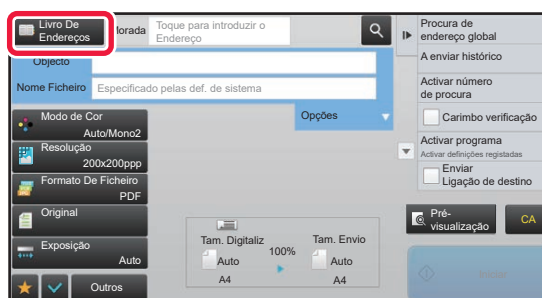 Livro De
Endereços
Morada
Toque para introduzir o
Endereço
Objecto
Nome Ficheiro
Especificado pelas def. de sistema
Opções
Modo de Cor
Auto/Mono2
Resolução
200x200ppp
Formato De Ficheiro
PDF
Original
Exposição
Auto
Outros
Tam. Digitaliz
100%
Tam. Envio
Auto
Auto
A4
A4
Procura de
endereço global
A enviar histórico
Activar número
de procura
Carimbo verificação
Activar programa
Activar definições registadas
Enviar
Ligação de destino
Pré-
visualização
CA
Iniciar